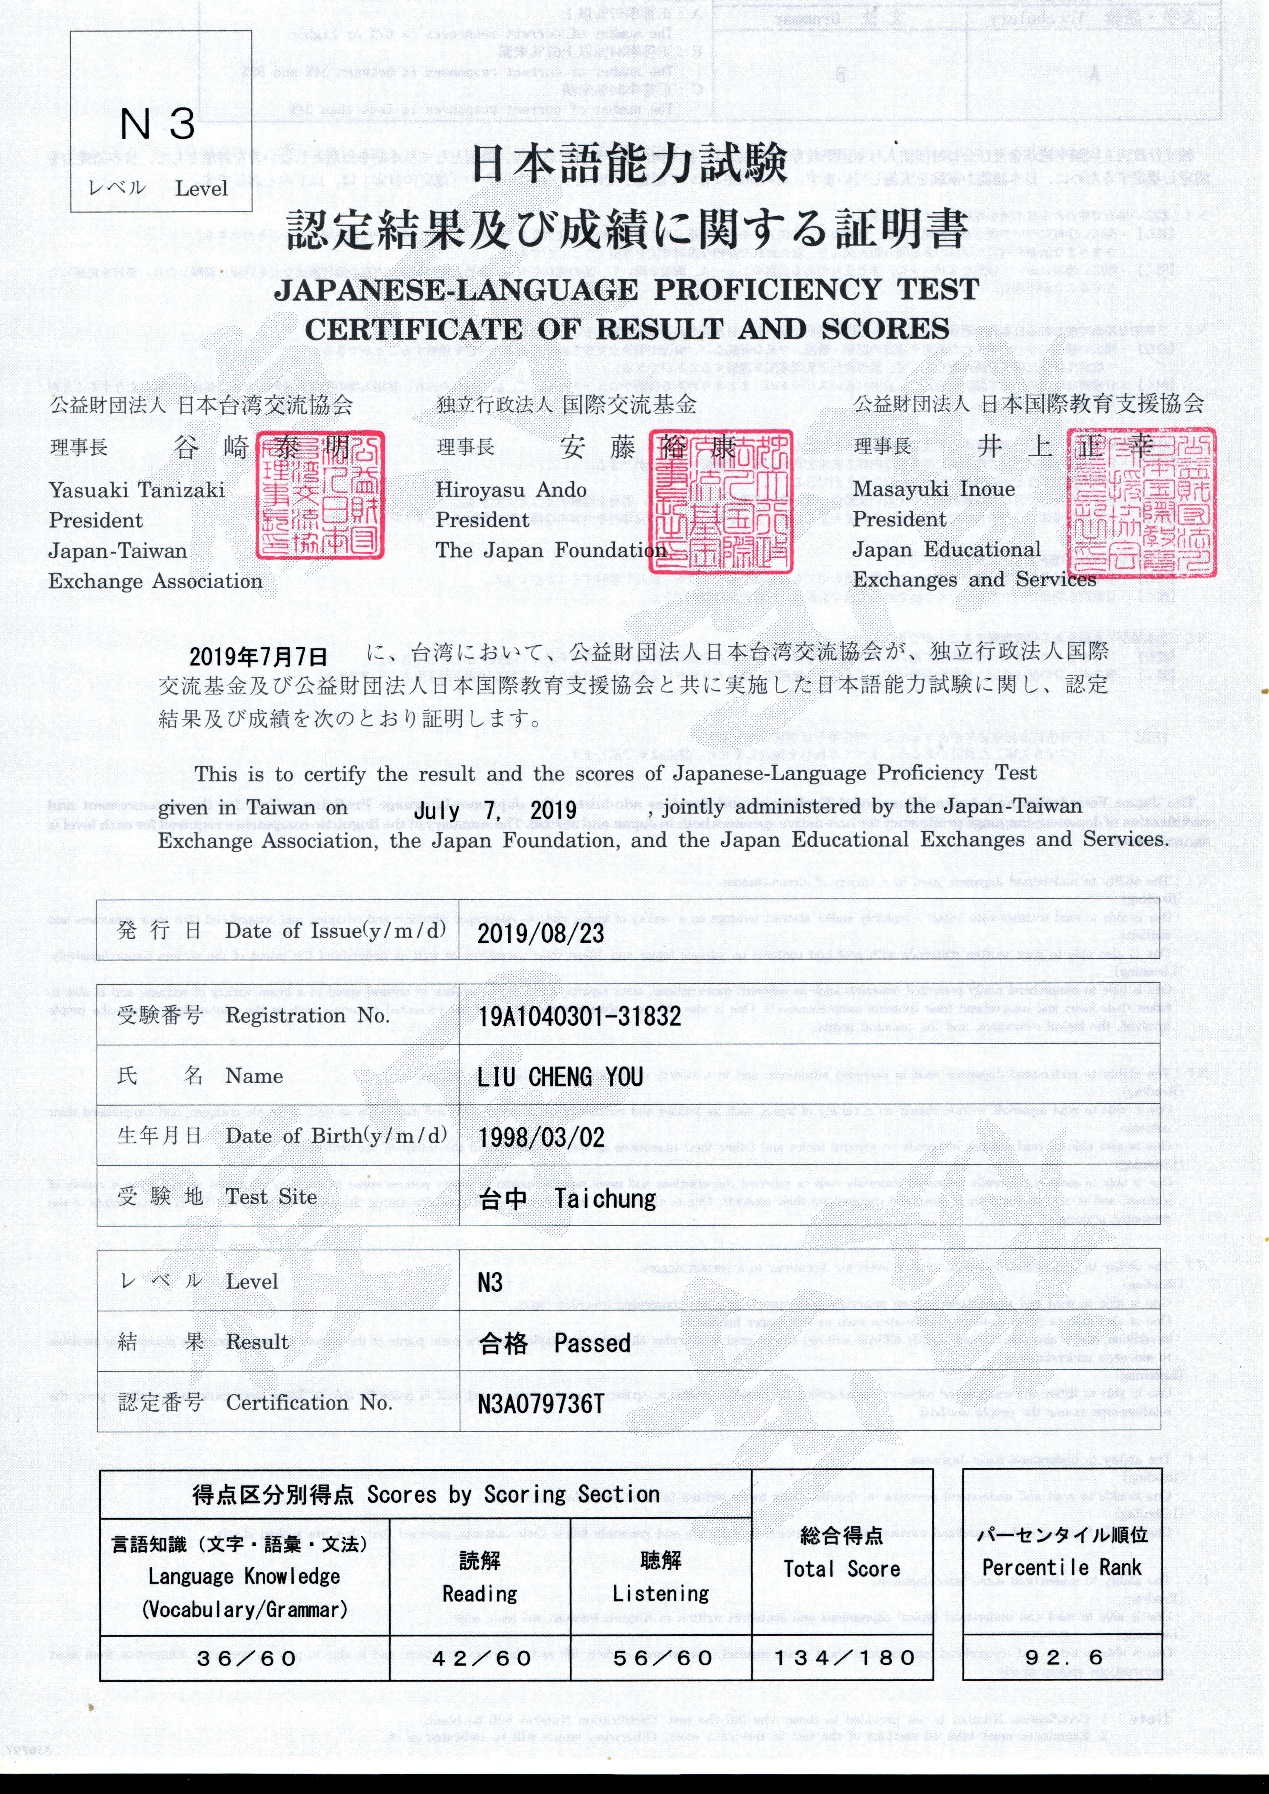 N3
レベル Level
日本語能力試験
認定結果及び成績に関する証明書
JAPANESE-LANGUAGE PROFICIENCY TEST
CERTIFICATE OF RESULT AND SCORES
公益財団法人 日本台湾交流協会
理事長 谷崎泰明
Yasuaki Tanizaki
President
Japan-Taiwan
Exchange Association
独立行政法人 国際交流基金
理事長 安藤裕康
Hiroyasu Ando
President
The Japan Foundation
公益財団法人 日本国際教育支援協会
理事長 井上正幸
Masayuki Inoue
President
Japan Educational
Exchanges and Services
2019年7月7日 に、台湾において、公益財団法人日本台湾交流協会が、独立行政法人国際
交流基金及び公益財団法人日本国際教育支援協会と共に実施した日本語能力試験に関し、認定
結果及び成績を次のとおり証明します。
This is to certify the result and the scores of Japanese-Language Proficiency Test
given in Taiwan on July 7, 2019 , jointly administered by the Japan-Taiwan
Exchange Association, the Japan Foundation, and the Japan Educational Exchanges and Services.
発行日 Date of Issue(y/m/d) 2019/08/23
受験番号 Registration No. 19A1040301-31832
氏名 Name LIU CHENG YOU
生年月日 Date of Birth(y/m/d) 1998/03/02
受験地 Test Site 台中 Taichung
レベル Level N3
結果 Result 合格 Passed
認定番号 Certification No. N3A079736T
得点区分別得点 Scores by Scoring Section
言語知識（文字・語彙・文法）
Language Knowledge
(Vocabulary/Grammar)
読解
Reading
聴解
Listening
総合得点
Total Score
パーセンタイル順位
Percentile Rank
36/60 42/60 56/60 134/180 92.6